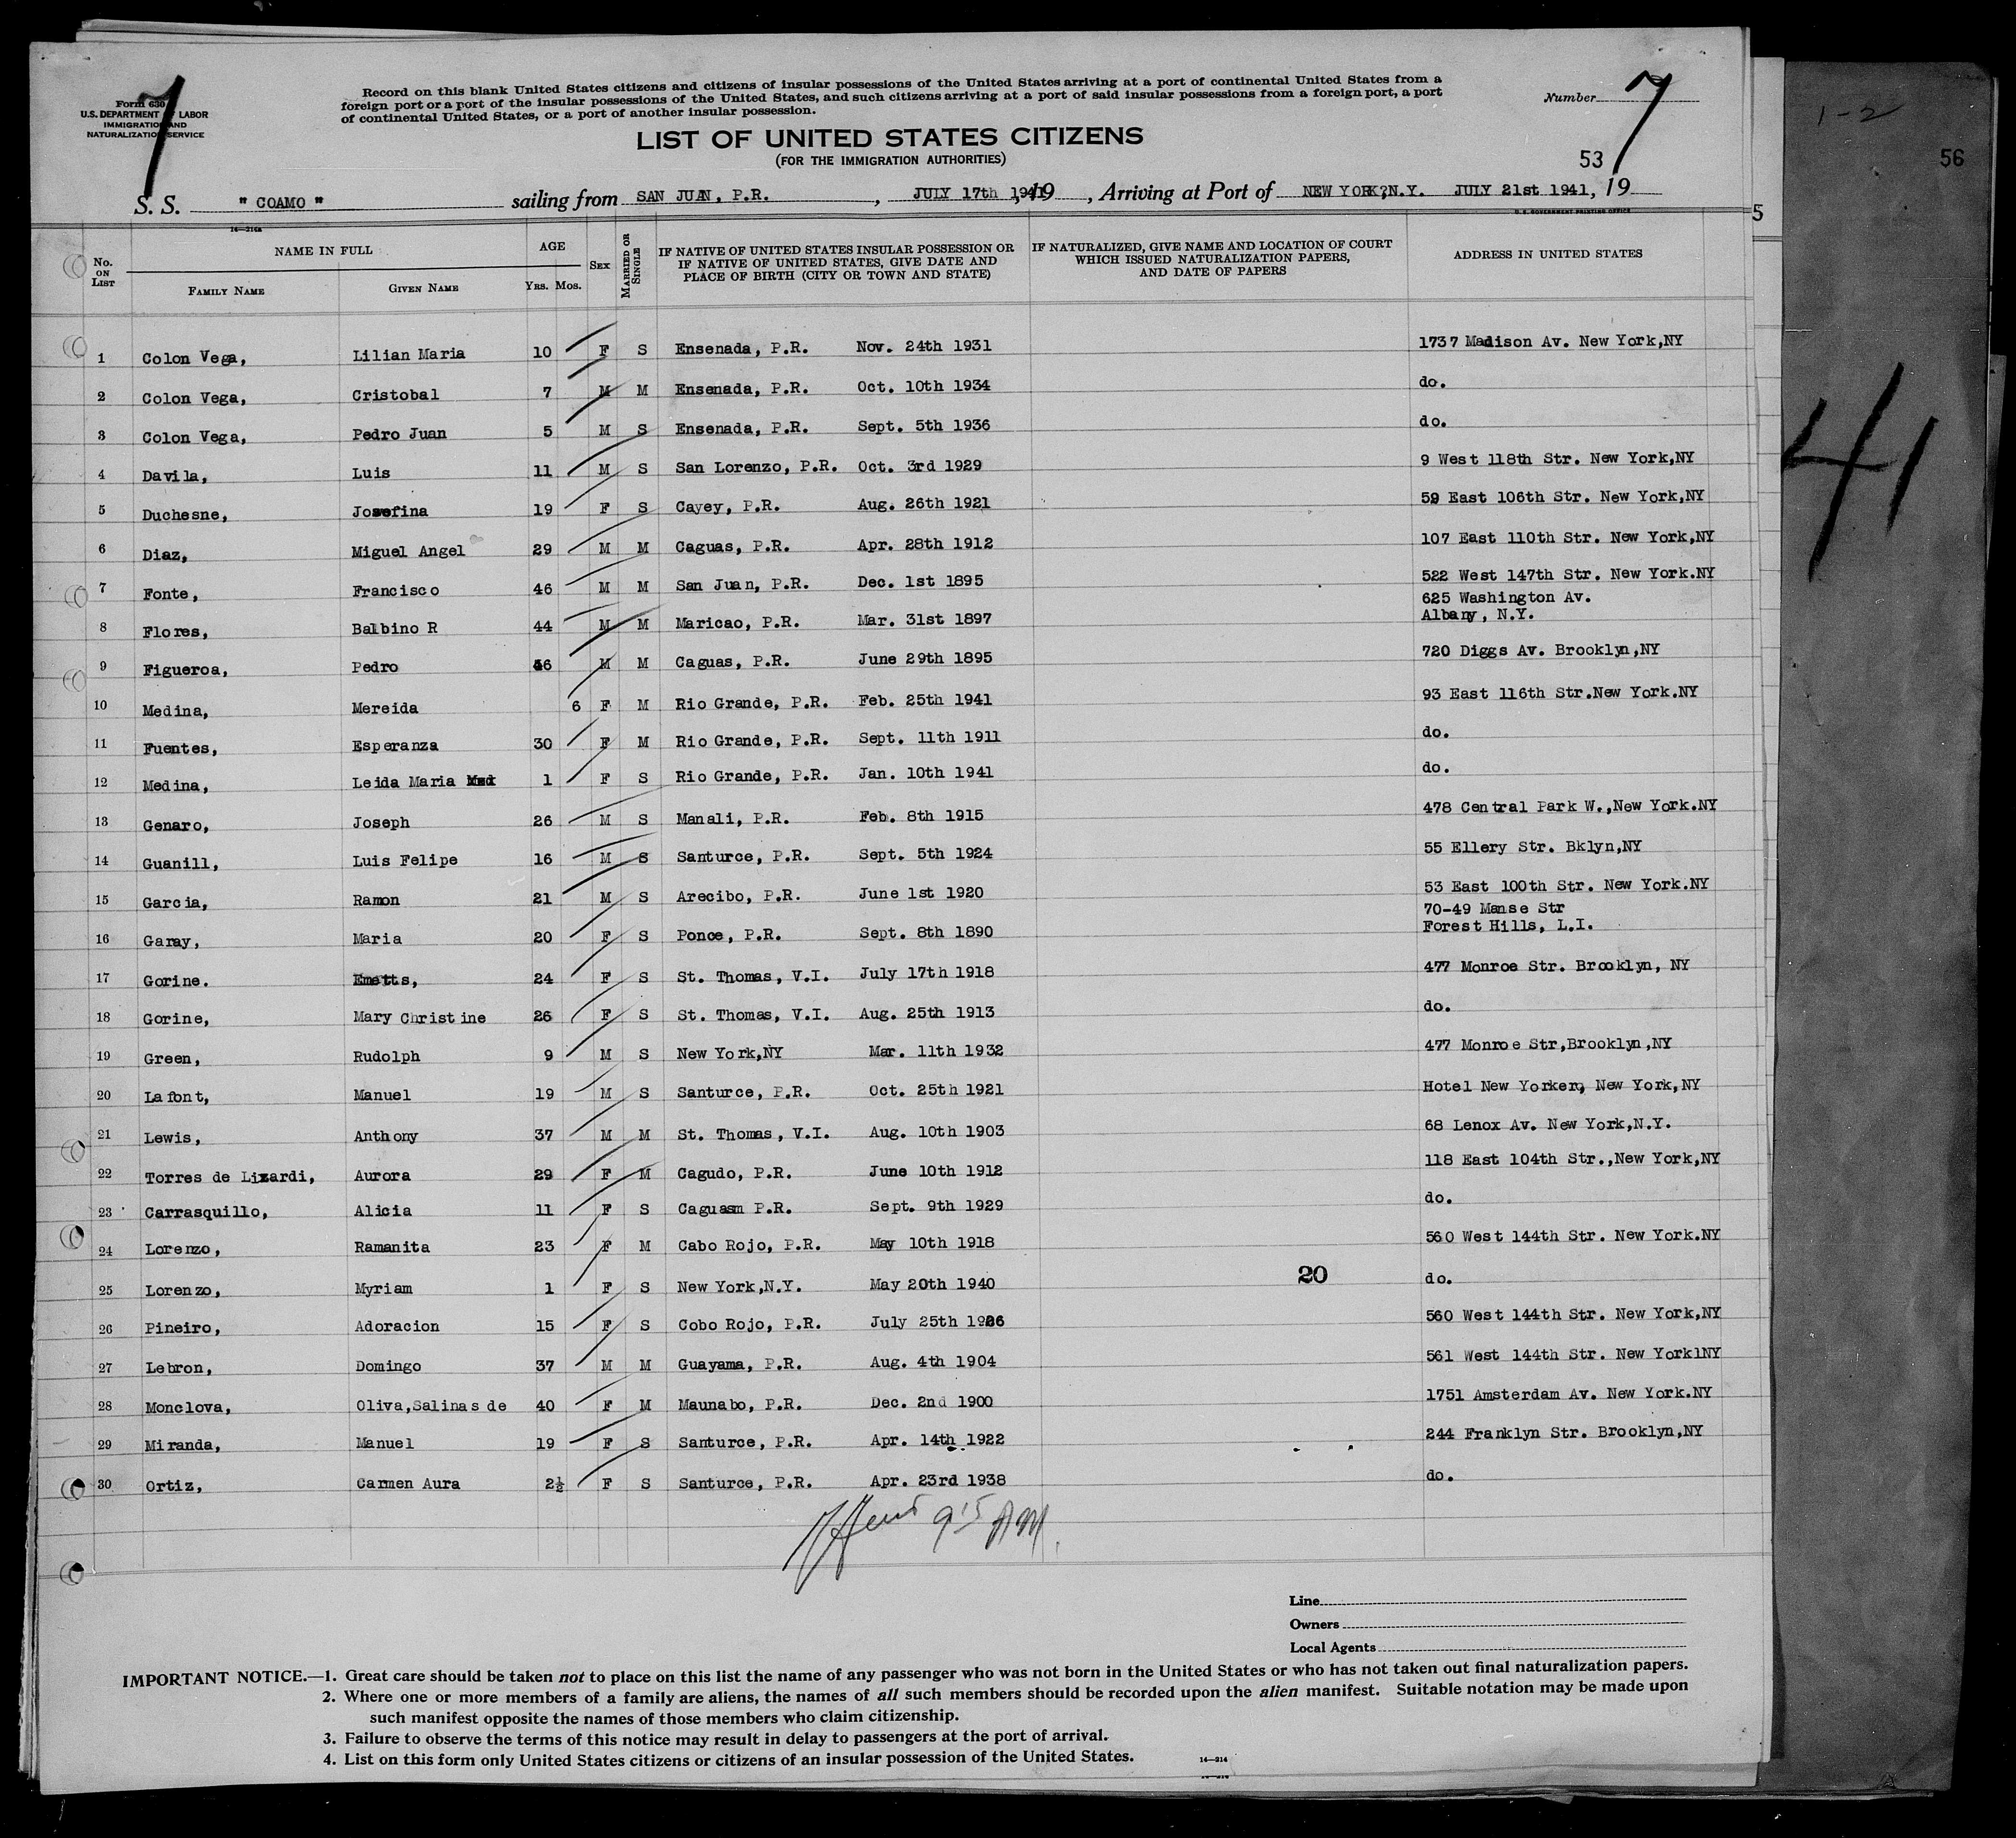 Form 630
U.S. DEPARTMENT OF LABOR
IMMIGRATION AND
NATURALIZATION SERVICE
7
Record on this blank United States citizens and citizens of insular possessions of the United States arriving at a port of continental United States from a
foreign port or a port of the insular possessions of the United States, and such citizens arriving at a port of said insular possessions from a foreign port, a port
of continental United States, or a port of another insular possession.
Number 7
1-2
56
LIST OF UNITED STATES CITIZENS
(FOR THE IMMIGRATION AUTHORITIES)
53
S. S. " COAMO " sailing from SAN JUAN, P.R. , JULY 17th 1941, 19 , Arriving at Port of NEW YORK?N.Y. JULY 21st 1941, 19
U. S. GOVERNMENT PRINTING OFFICE
5
14—214a
No. ON LIST NAME IN FULL FAMILY NAME GIVEN NAME AGE YRS. MOS. SEX MARRIED OR SINGLE IF NATIVE OF UNITED STATES INSULAR POSSESSION OR IF NATIVE OF UNITED STATES, GIVE DATE AND PLACE OF BIRTH (CITY OR TOWN AND STATE) IF NATURALIZED, GIVE NAME AND LOCATION OF COURT WHICH ISSUED NATURALIZATION PAPERS, AND DATE OF PAPERS ADDRESS IN UNITED STATES
1 Colon Vega, Lilian Maria 10 F S Ensenada, P.R. Nov. 24th 1931 1737 Madison Av. New York,NY
2 Colon Vega, Cristobal 7 M M Ensenada, P.R. Oct. 10th 1934 do.
3 Colon Vega, Pedro Juan 5 M S Ensenada, P.R. Sept. 5th 1936 do.
41
4 Davila, Luis 11 M S San Lorenzo, P.R. Oct. 3rd 1929 9 West 118th Str. New York,NY
5 Duchesne, Josefina 19 F S Cayey, P.R. Aug. 26th 1921 59 East 106th Str. New York,NY
6 Diaz, Miguel Angel 29 M M Caguas, P.R. Apr. 28th 1912 107 East 110th Str. New York,NY
7 Fonte, Francisco 46 M M San Juan, P.R. Dec. 1st 1895 522 West 147th Str. New York.NY
8 Flores, Balbino R 44 M M Maricao, P.R. Mar. 31st 1897 625 Washington Av. Albany, N.Y.
9 Figueroa, Pedro 46 M M Caguas, P.R. June 29th 1895 720 Diggs Av. Brooklyn,NY
10 Medina, Mereida 6 F M Rio Grande, P.R. Feb. 25th 1941 93 East 116th Str.New York.NY
11 Fuentes, Esperanza 30 F M Rio Grande, P.R. Sept. 11th 1911 do.
12 Medina, Leida Maria 1 F S Rio Grande, P.R. Jan. 10th 1941 do.
13 Genaro, Joseph 26 M S Manali, P.R. Feb. 8th 1915 478 Central Park W.,New York.NY
14 Guanill, Luis Felipe 16 M S Santurce, P.R. Sept. 5th 1924 55 Ellery Str. Bklyn,NY
15 Garcia, Ramon 21 M S Arecibo, P.R. June 1st 1920 53 East 100th Str. New York.NY
16 Garay, Maria 20 F S Ponce, P.R. Sept. 8th 1890 70-49 Manse Str Forest Hills, L.I.
17 Gorine. Emetts, 24 F S St. Thomas, V.I. July 17th 1918 477 Monroe Str. Brooklyn, NY
18 Gorine, Mary Christine 26 F S St. Thomas, V.I. Aug. 25th 1913 do.
19 Green, Rudolph 9 M S New York,NY Mar. 11th 1932 477 Monroe Str,Brooklyn,NY
20 Lafont, Manuel 19 M S Santurce, P.R. Oct. 25th 1921 Hotel New Yorker, New York,NY
21 Lewis, Anthony 37 M M St. Thomas, V.I. Aug. 10th 1903 68 Lenox Av. New York,N.Y.
22 Torres de Lizardi, Aurora 29 F M Cagudo, P.R. June 10th 1912 118 East 104th Str.,New York,NY
23 Carrasquillo, Alicia 11 F S Caguasm P.R. Sept. 9th 1929 do.
24 Lorenzo, Ramanita 23 F M Cabo Rojo, P.R. May 10th 1918 560 West 144th Str. New York.NY
25 Lorenzo, Myriam 1 F S New York,N.Y. May 20th 1940 20 do.
26 Pineiro, Adoracion 15 F S Cobo Rojo, P.R. July 25th 1926 560 West 144th Str. New York,NY
27 Lebron, Domingo 37 M M Guayama, P.R. Aug. 4th 1904 561 West 144th Str. New York1NY
28 Monclova, Oliva,Salinas de 40 F M Maunabo, P.R. Dec. 2nd 1900 1751 Amsterdam Av. New York.NY
29 Miranda, Manuel 19 F S Santurce, P.R. Apr. 14th 1922 244 Franklyn Str. Brooklyn,NY
30 Ortiz, Carmen Aura 2½ F S Santurce, P.R. Apr. 23rd 1938 do.
9 15 AM.
Line
Owners
Local Agents
IMPORTANT NOTICE.—1. Great care should be taken not to place on this list the name of any passenger who was not born in the United States or who has not taken out final naturalization papers.
2. Where one or more members of a family are aliens, the names of all such members should be recorded upon the alien manifest. Suitable notation may be made upon
such manifest opposite the names of those members who claim citizenship.
3. Failure to observe the terms of this notice may result in delay to passengers at the port of arrival.
4. List on this form only United States citizens or citizens of an insular possession of the United States.
14—214